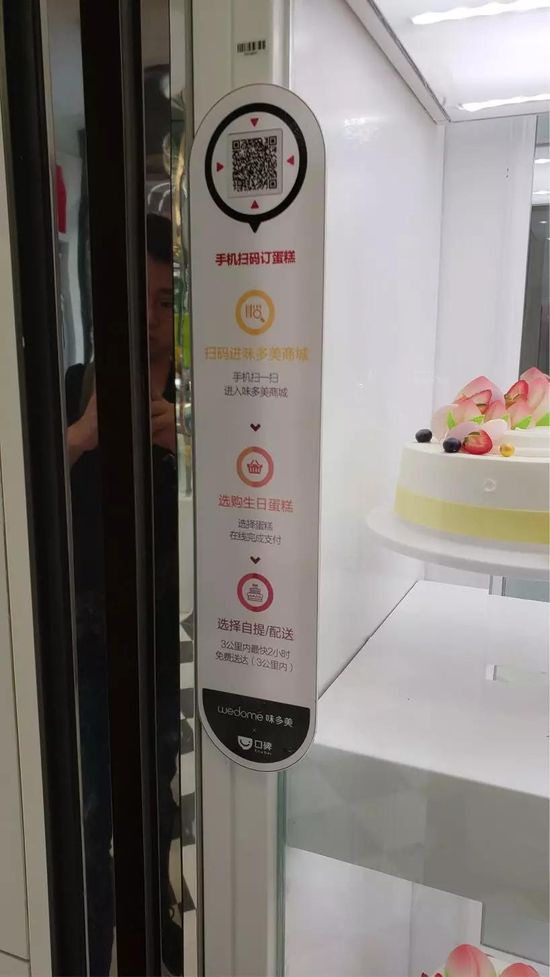 手机扫码订蛋糕
扫码进味多美商城
手机扫一扫
进入味多美商城
选购生日蛋糕
选择蛋糕
在线完成支付
选择自提/配送
3公里内最快2小时
免费送达（3公里内）
wedome 味多美
×
口碑